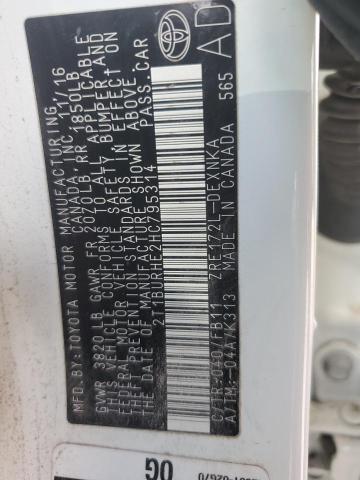 MFD.BY:TOYOTA MOTOR MANUFACTURING,
CANADA, INC. 11/16
GVWR 3820LB GAWR FR 2020LB RR 1850LB
THIS VEHICLE CONFORMS TO ALL APPLICABLE
FEDERAL MOTOR VEHICLE SAFETY, BUMPER, AND
THEFT PREVENTION STANDARDS IN EFFECT ON
THE DATE OF MANUFACTURE SHOWN ABOVE.
2T1BURHE2HC795314 PASS.CAR
C/TR:040/FB11 ZRE172L-DEXNKA
A/TM:-04A/K313 MADE IN CANADA 565
AD
0G